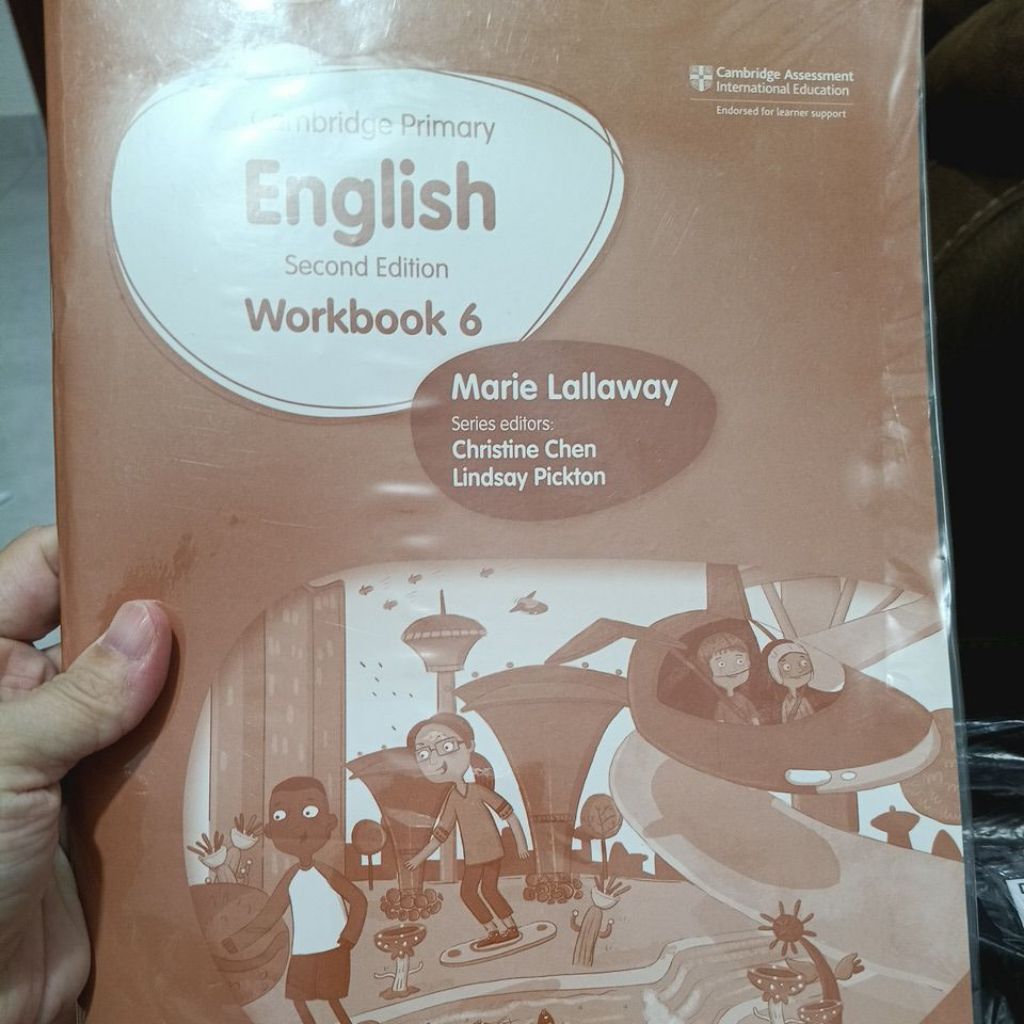 Cambridge Assessment
International Education
Endorsed for learner support
Cambridge Primary
English
Second Edition
Workbook 6
Marie Lallaway
Series editors:
Christine Chen
Lindsay Pickton